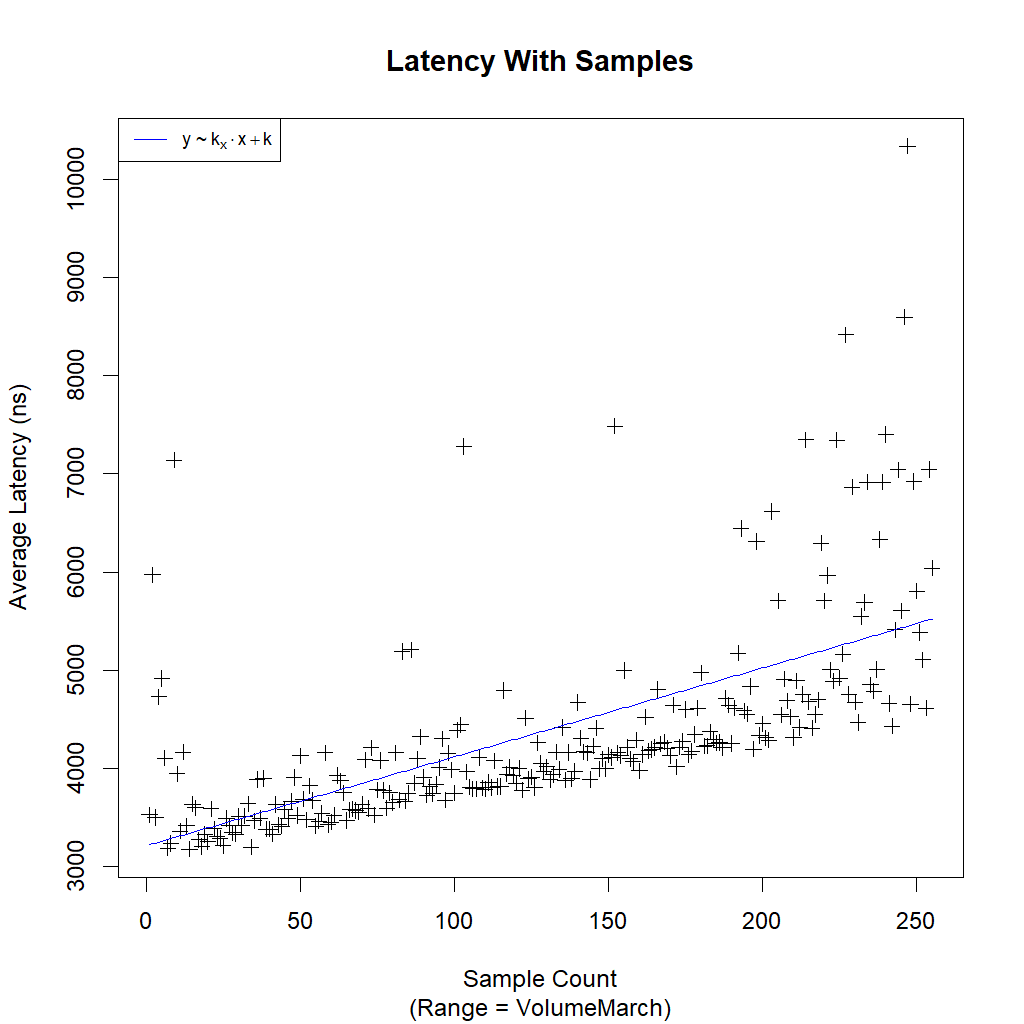 Latency With Samples
y ~ kₓ · x + k
10000
9000
8000
7000
6000
5000
4000
3000
Average Latency (ns)
0 50 100 150 200 250
Sample Count
(Range = VolumeMarch)